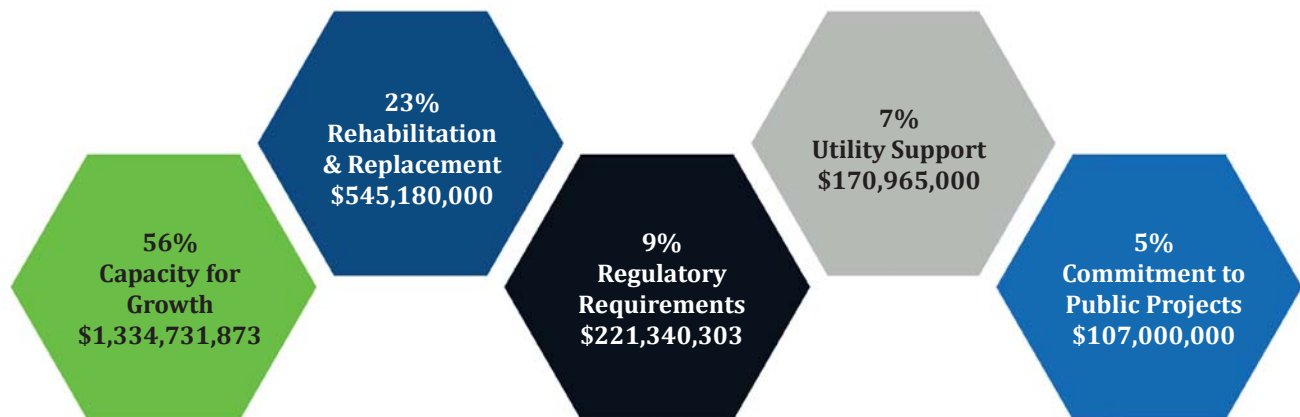 56%
Capacity for
Growth
$1,334,731,873
23%
Rehabilitation
& Replacement
$545,180,000
9%
Regulatory
Requirements
$221,340,303
7%
Utility Support
$170,965,000
5%
Commitment to
Public Projects
$107,000,000